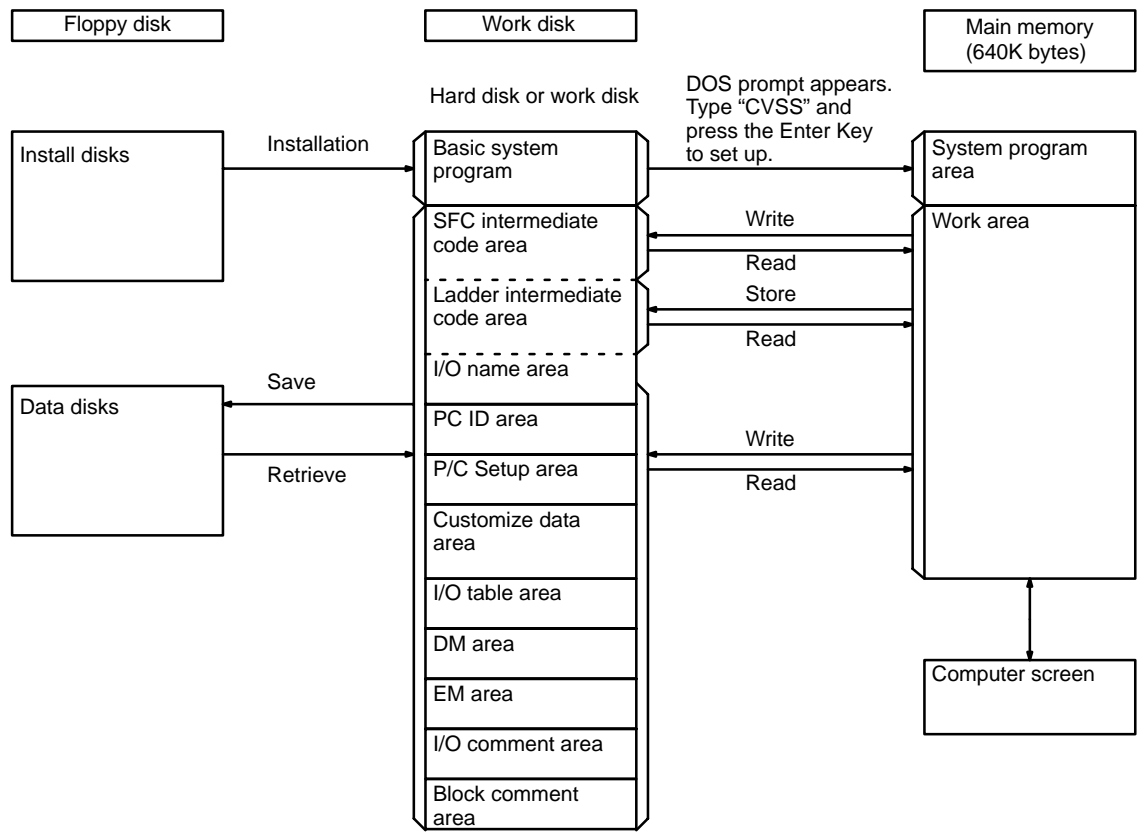 Floppy disk
Work disk
Main memory
(640K bytes)
Hard disk or work disk
DOS prompt appears.
Type “CVSS” and
press the Enter Key
to set up.
Install disks
Installation
Basic system
program
System program
area
SFC intermediate
code area
Write
Read
Work area
Ladder intermediate
code area
Store
Read
I/O name area
Data disks
Save
Retrieve
PC ID area
P/C Setup area
Write
Read
Customize data
area
I/O table area
DM area
EM area
I/O comment area
Block comment
area
Computer screen